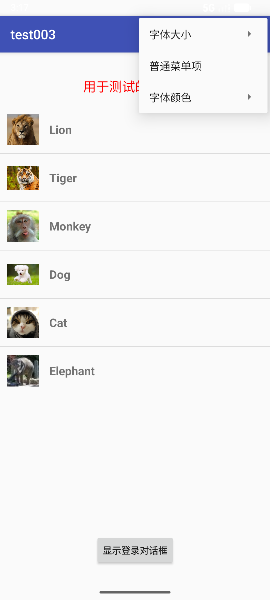 test003
字体大小
普通菜单项
字体颜色
用于测试的
Lion
Tiger
Monkey
Dog
Cat
Elephant
显示登录对话框